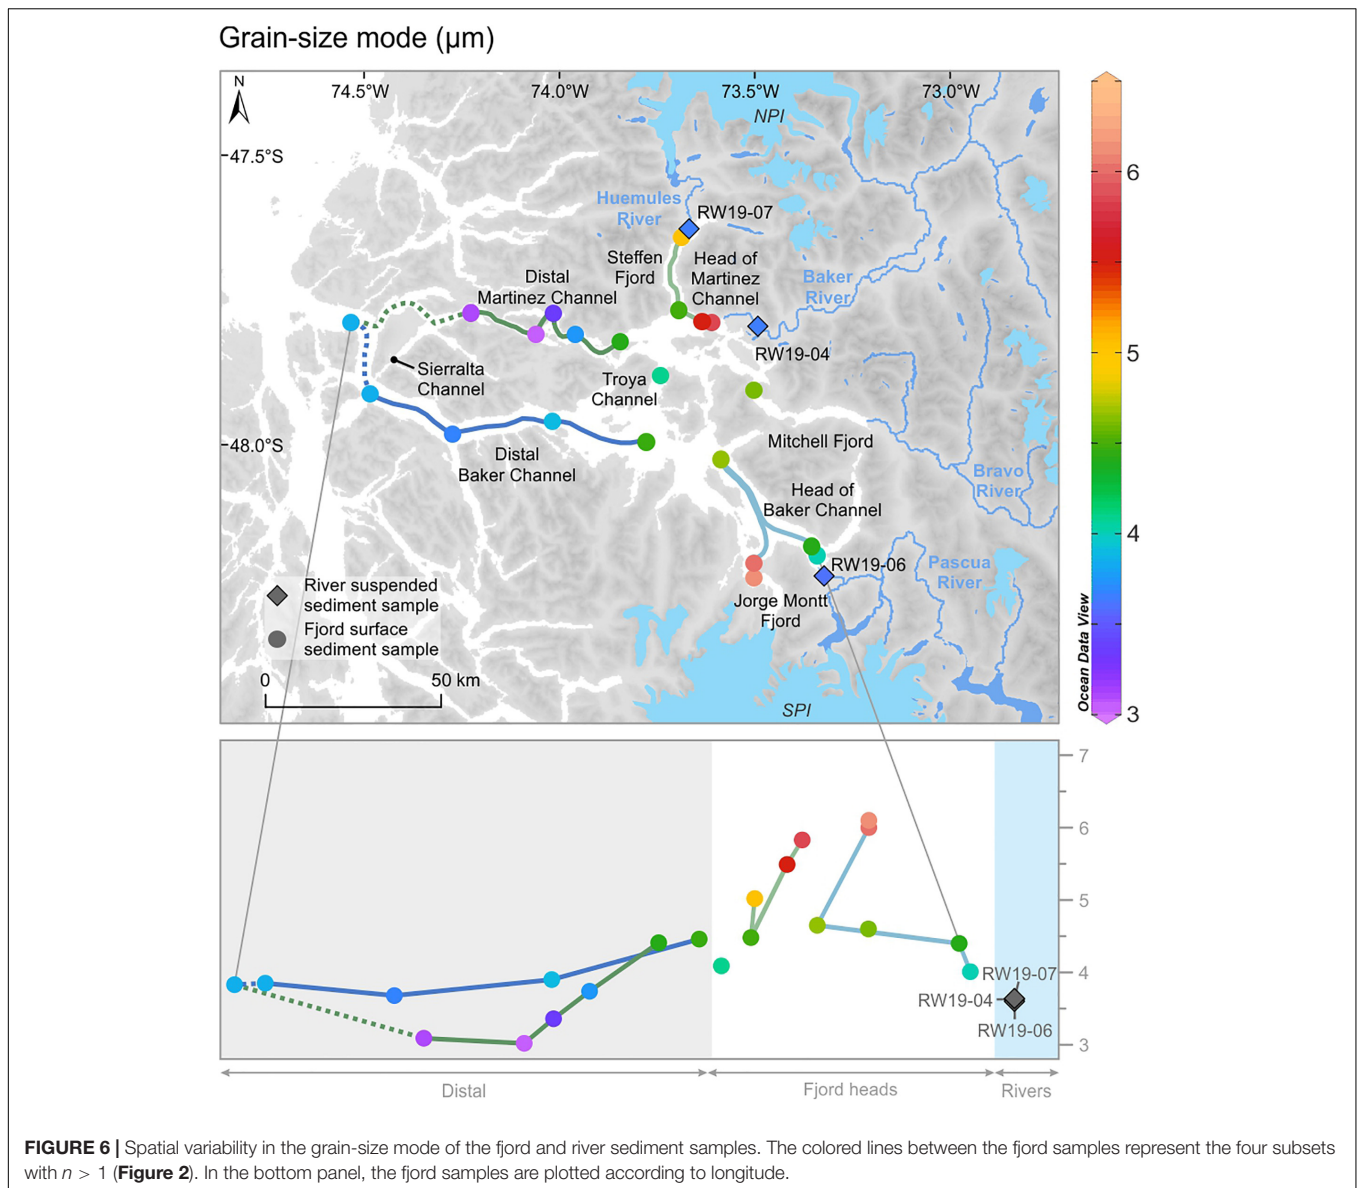 Grain-size mode (µm)
N
74.5°W
74.0°W
73.5°W
73.0°W
NPI
47.5°S
Huemules
River
RW19-07
Steffen
Fjord
Head of
Martinez
Channel
Distal
Martinez Channel
Baker
River
RW19-04
Sierralta
Channel
Troya
Channel
48.0°S
Distal
Baker Channel
Mitchell Fjord
Bravo
River
Head of
Baker Channel
RW19-06
Pascua
River
Jorge Montt
Fjord
River suspended
sediment sample
Fjord surface
sediment sample
0
50 km
SPI
6
5
4
3
Ocean Data View
7
6
5
4
3
RW19-07
RW19-04
RW19-06
Distal
Fjord heads
Rivers
FIGURE 6 | Spatial variability in the grain-size mode of the fjord and river sediment samples. The colored lines between the fjord samples represent the four subsets
with n > 1 (Figure 2). In the bottom panel, the fjord samples are plotted according to longitude.